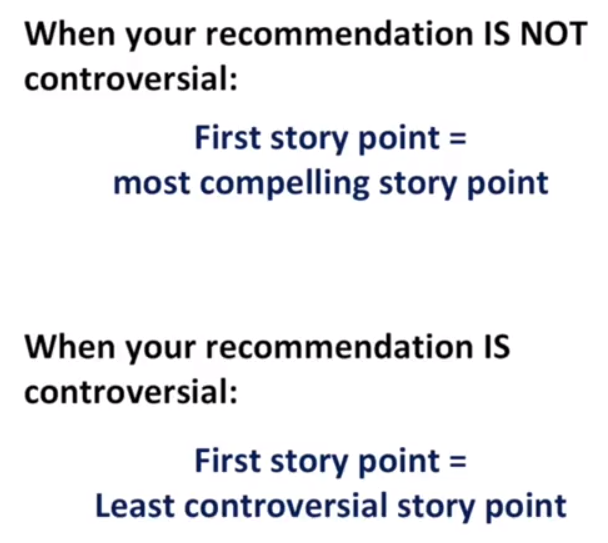 When your recommendation IS NOT
controversial:
First story point =
most compelling story point
When your recommendation IS
controversial:
First story point =
Least controversial story point